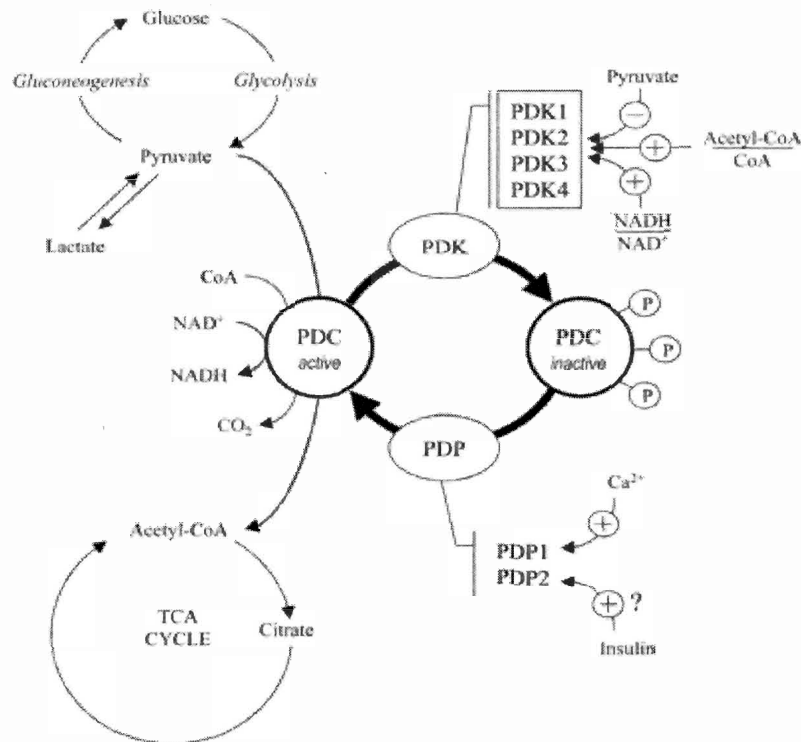 Glucose
Gluconeogenesis
Glycolysis
Pyruvate
Lactate
CoA
NAD⁺
NADH
CO₂
PDC
active
Acetyl-CoA
TCA
CYCLE
Citrate
PDK
PDK1
PDK2
PDK3
PDK4
Pyruvate
−
+
Acetyl-CoA
CoA
+
NADH
NAD⁺
PDC
inactive
P
P
P
PDP
PDP1
PDP2
Ca²⁺
+
+ ?
Insulin